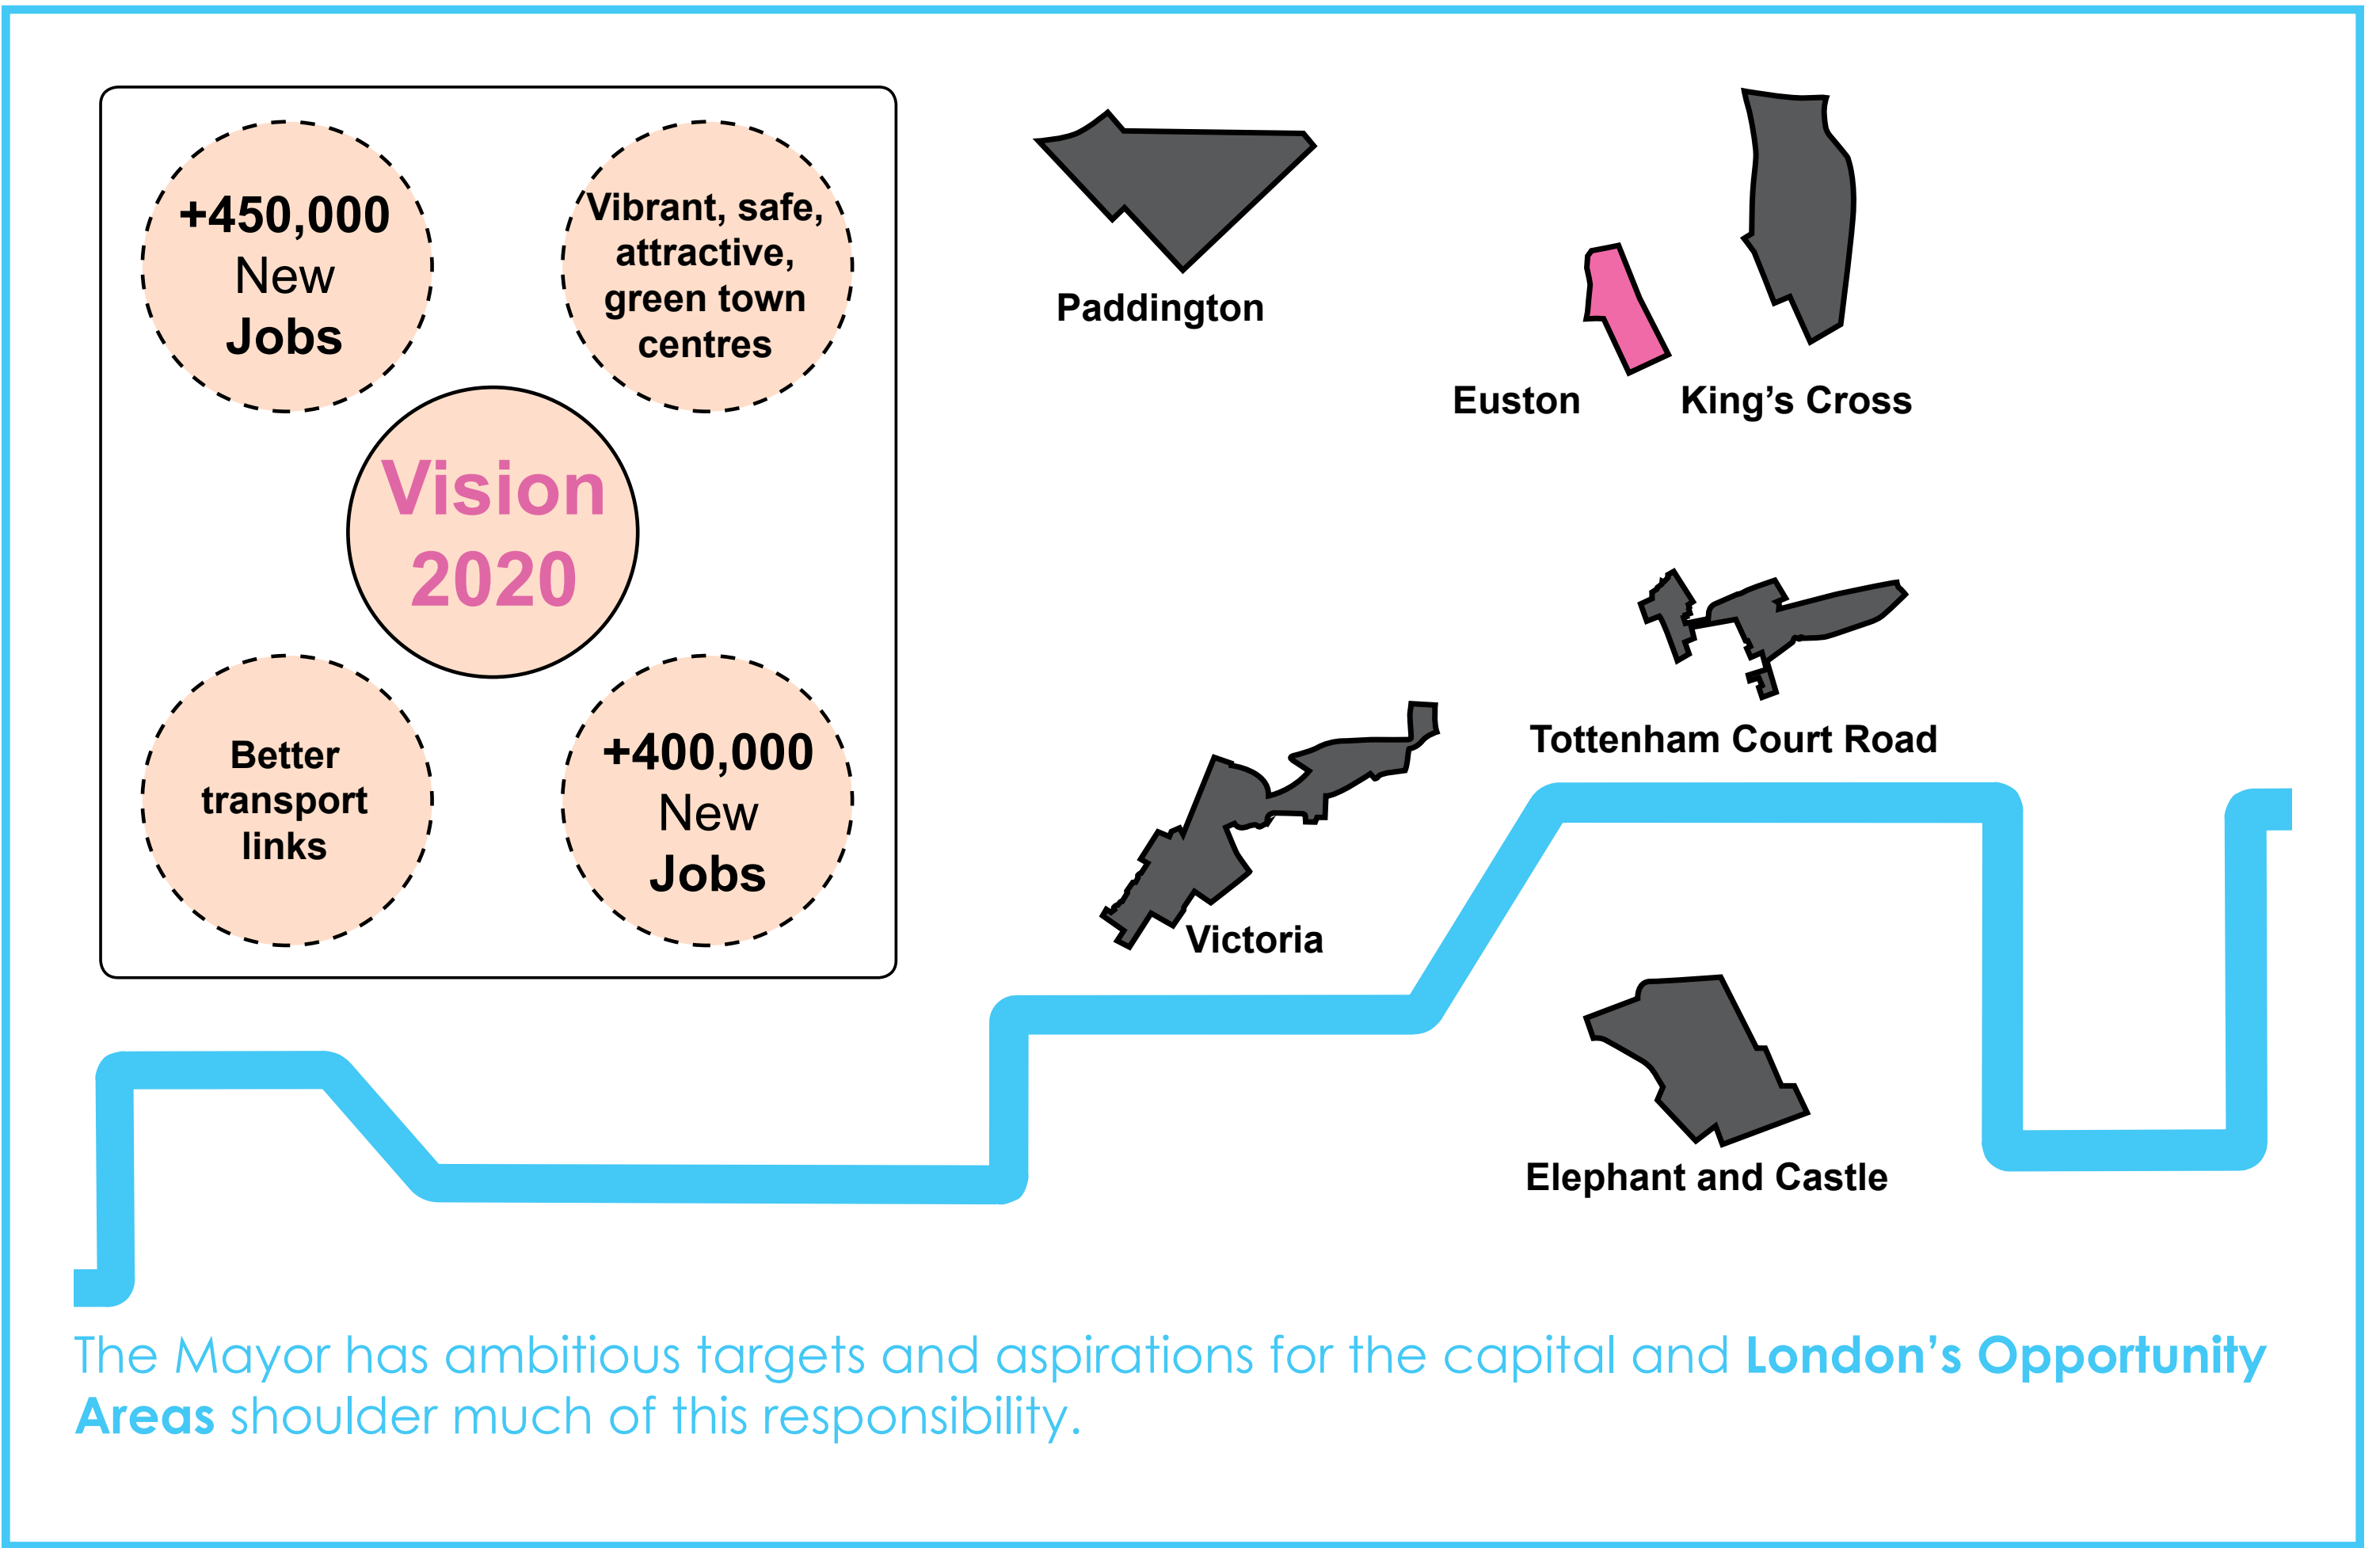 +450,000
New
Jobs
Vibrant, safe,
attractive,
green town
centres
Vision
2020
Better
transport
links
+400,000
New
Jobs
Paddington
Euston
King’s Cross
Tottenham Court Road
Victoria
Elephant and Castle
The Mayor has ambitious targets and aspirations for the capital and London’s Opportunity
Areas shoulder much of this responsibility.